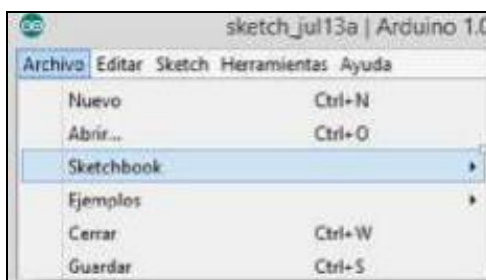 sketch_jul13a | Arduino 1.0
Archivo Editar Sketch Herramientas Ayuda
Nuevo Ctrl+N
Abrir... Ctrl+O
Sketchbook
Ejemplos
Cerrar Ctrl+W
Guardar Ctrl+S